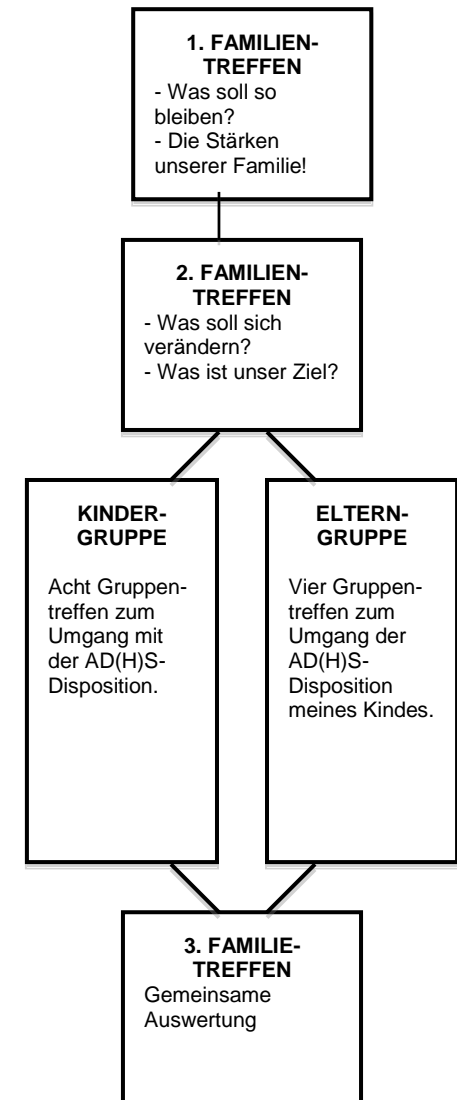 1. FAMILIEN-
TREFFEN
- Was soll so
bleiben?
- Die Stärken
unserer Familie!
2. FAMILIEN-
TREFFEN
- Was soll sich
verändern?
- Was ist unser Ziel?
KINDER-
GRUPPE
Acht Gruppen-
treffen zum
Umgang mit
der AD(H)S-
Disposition.
ELTERN-
GRUPPE
Vier Gruppen-
treffen zum
Umgang der
AD(H)S-
Disposition
meines Kindes.
3. FAMILIE-
TREFFEN
Gemeinsame
Auswertung